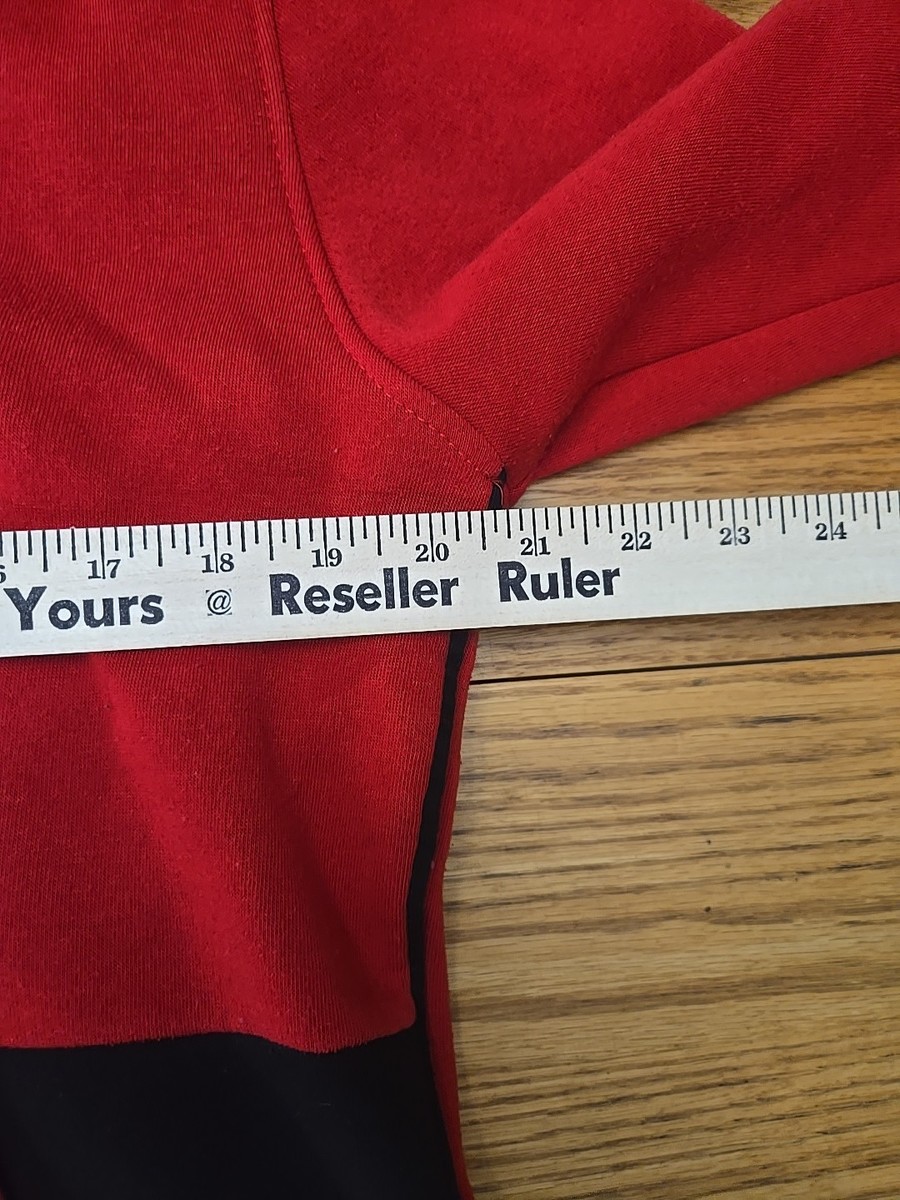 17 18 19 20 21 22 23 24
Yours @ Reseller Ruler